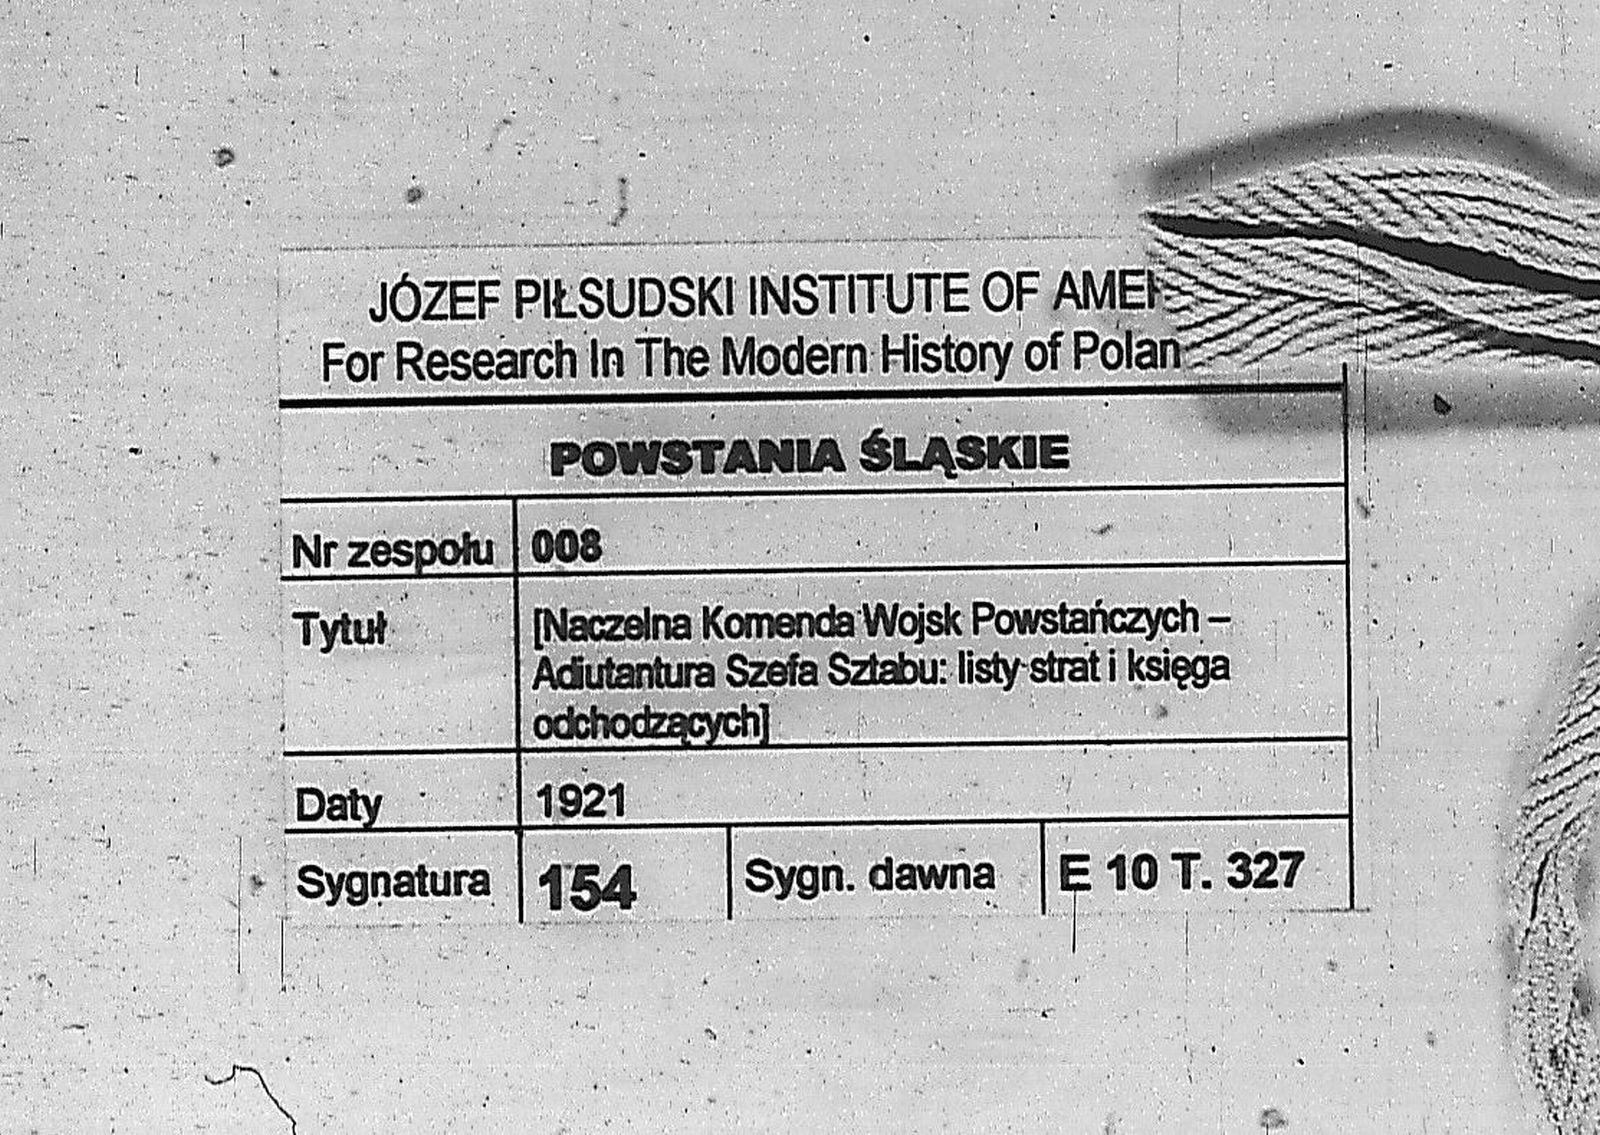 JÓZEF PIŁSUDSKI INSTITUTE OF AMER
For Research In The Modern History of Polan
POWSTANIA ŚLĄSKIE
Nr zespołu 008
Tytuł [Naczelna Komenda Wojsk Powstańczych –
Adiutantura Szefa Sztabu: listy strat i księga
odchodzących]
Daty 1921
Sygnatura 154 Sygn. dawna E 10 T. 327